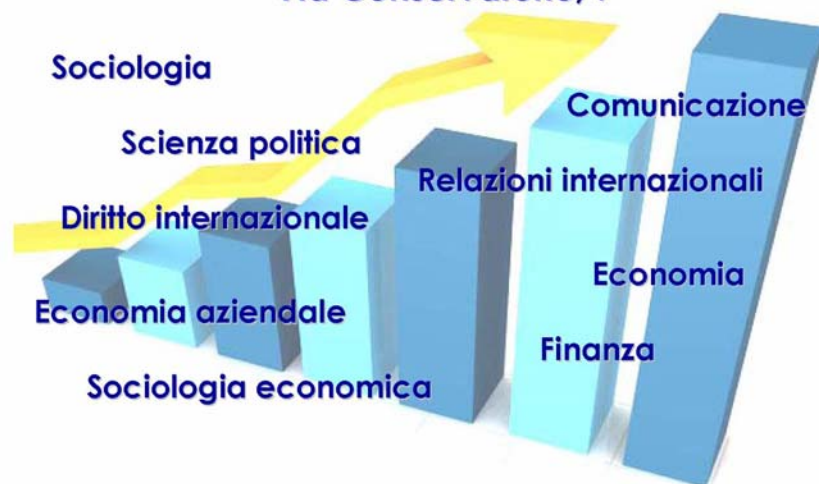 Sociologia
Comunicazione
Scienza politica
Relazioni internazionali
Diritto internazionale
Economia
Economia aziendale
Finanza
Sociologia economica